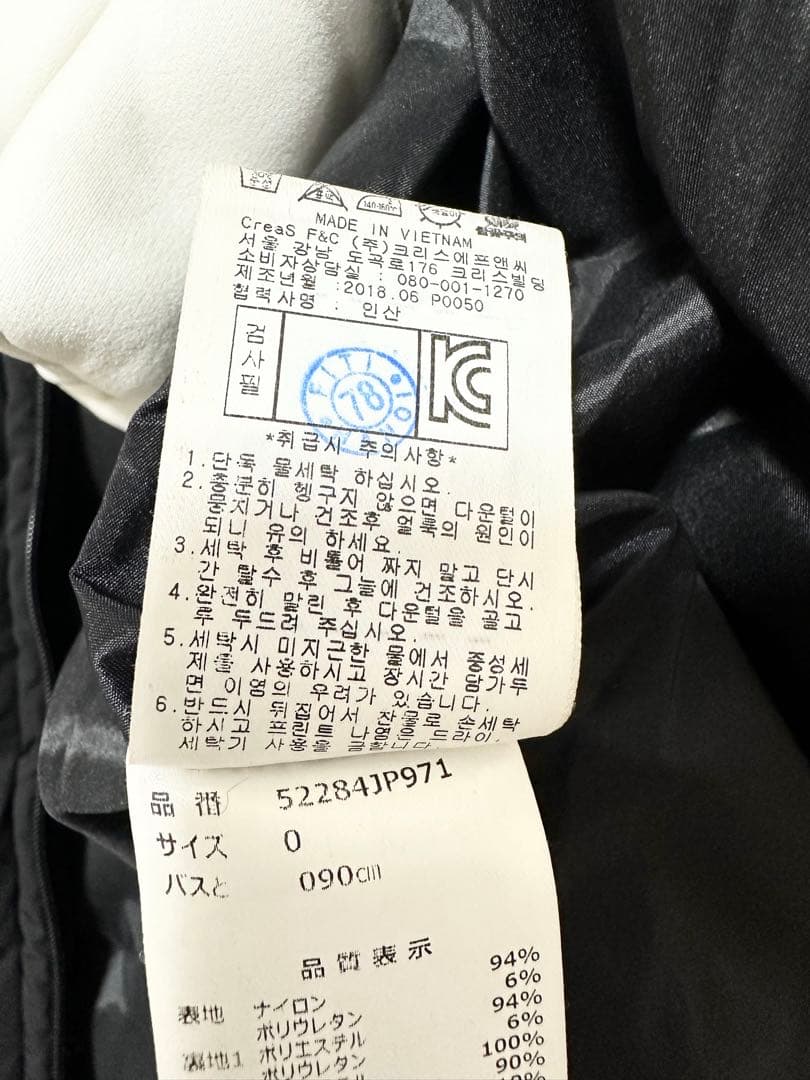 140-160℃
MADE IN VIETNAM
CreaS F&C (주)크리스에프앤씨
서울 강남 도곡로176 크리스빌딩
소비자상담실 : 080-001-1270
제조년월 :2018.06 P0050
협력사명 : 인산
검사필
FITI 78
KC
*취급시 주의사항*
1.단독 물세탁 하십시오.
2.충분히 헹구지 않으면 다운털이
뭉치거나 건조후 얼룩의 원인이
되니 유의 하세요.
3.세탁 후 비틀어 짜지 말고 단시
간 탈수 후 그늘에 건조하시오.
4.완전히 말린 후 다운털을 골고
루 두드려 주십시오.
5.세탁시 미지근한 물에서 중성세
제를 사용하시고 장시간 담가두
면 이염의 우려가 있습니다.
6.반드시 뒤집어서 찬물로 손세탁
하시고 프린트 나염은 드라이,
세탁기 사용을 금합니다
品番 52284JP971
サイズ 0
バスト 090cm
品質表示
表地 ナイロン 94%
ポリウレタン 6%
裏地1 ポリエステル 94%
ポリウレタン 6%
100%
90%